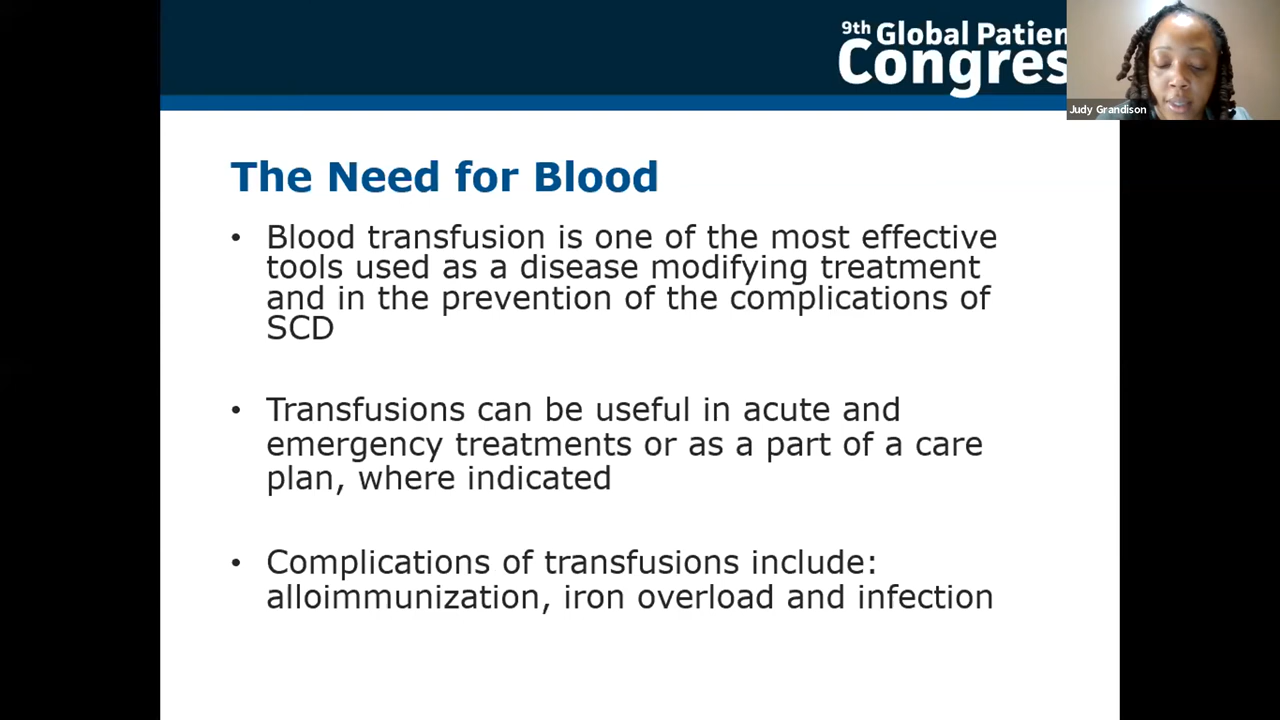 9th Global Patien
Congres
Judy Grandison
The Need for Blood
• Blood transfusion is one of the most effective
tools used as a disease modifying treatment
and in the prevention of the complications of
SCD
• Transfusions can be useful in acute and
emergency treatments or as a part of a care
plan, where indicated
• Complications of transfusions include:
alloimmunization, iron overload and infection